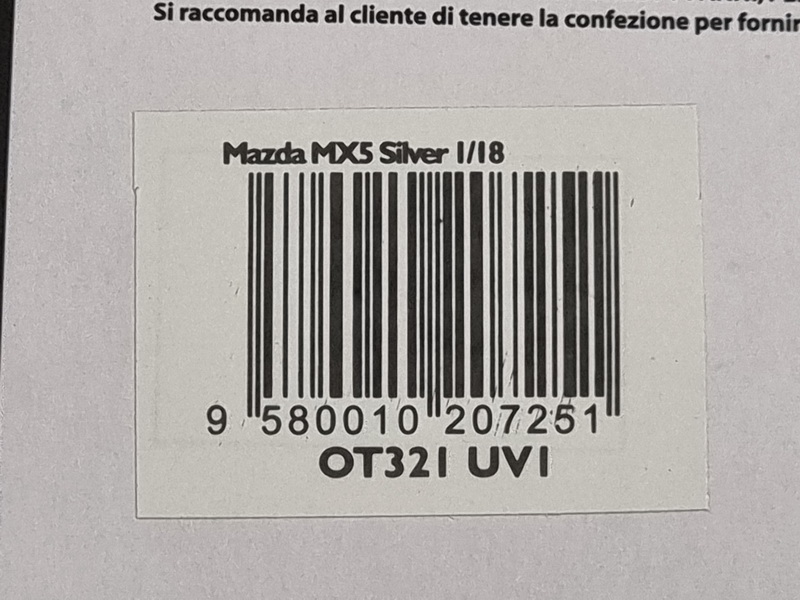 Si raccomanda al cliente di tenere la confezione per fornir
Mazda MX5 Silver 1/18
9 580010 207251
OT321 UV1